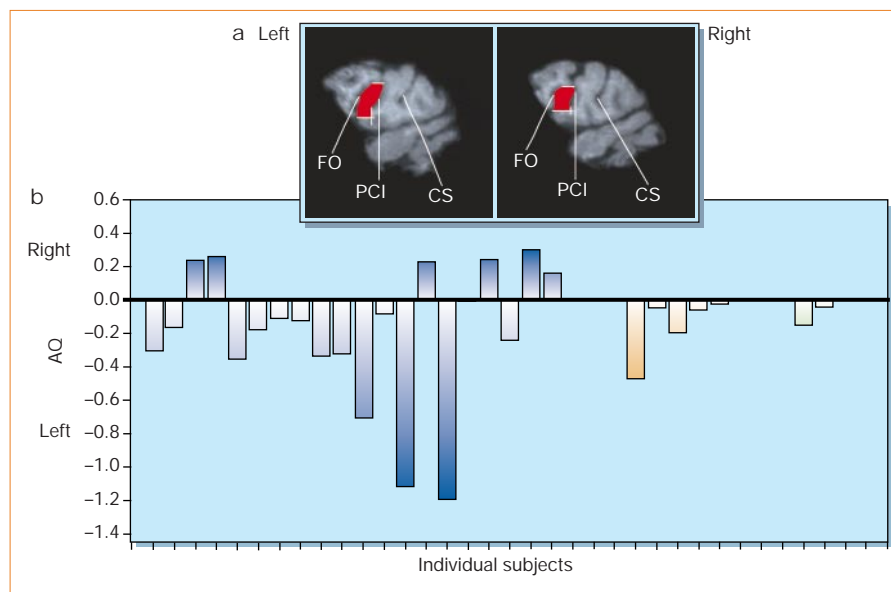 a Left
Right
FO
PCI
CS
FO
PCI
CS
b
0.6
Right
0.4
0.2
0.0
–0.2
AQ
–0.4
–0.6
Left
–0.8
–1.0
–1.2
–1.4
Individual subjects